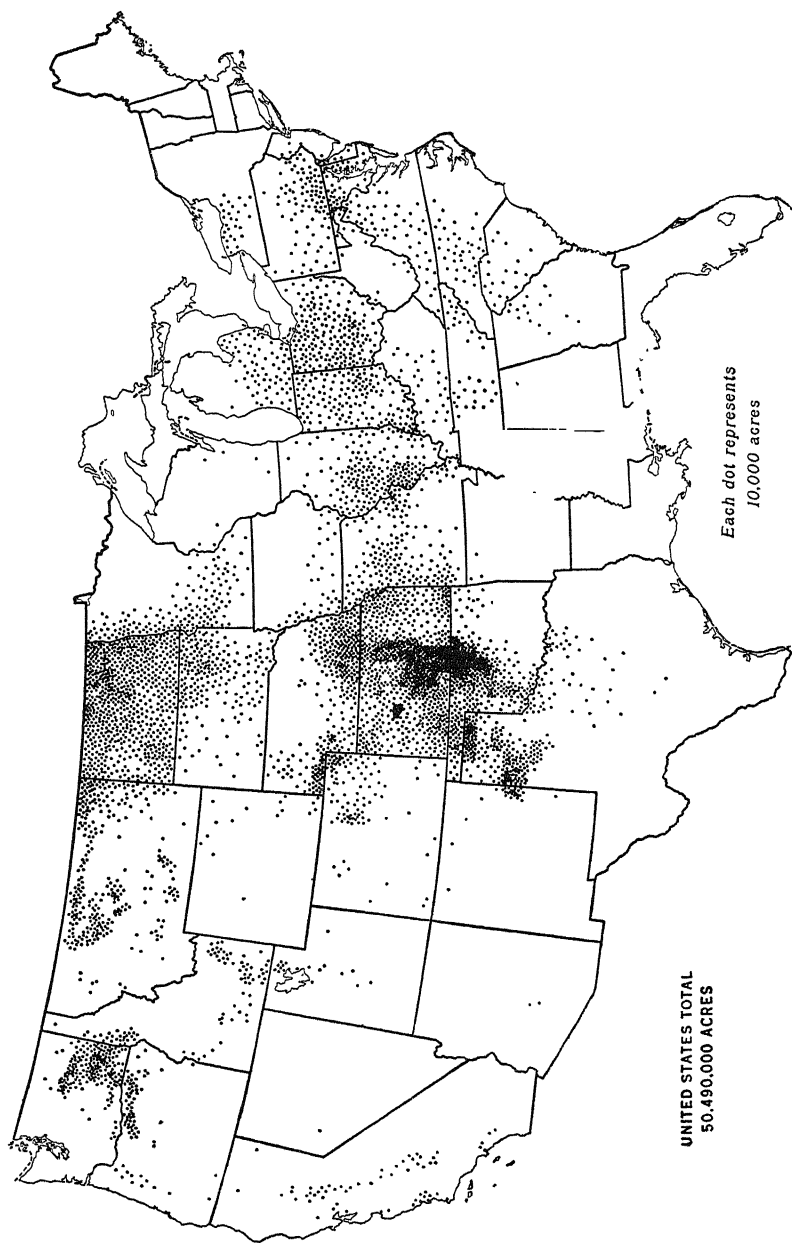 Each dot represents
10,000 acres
UNITED STATES TOTAL
50,490,000 ACRES